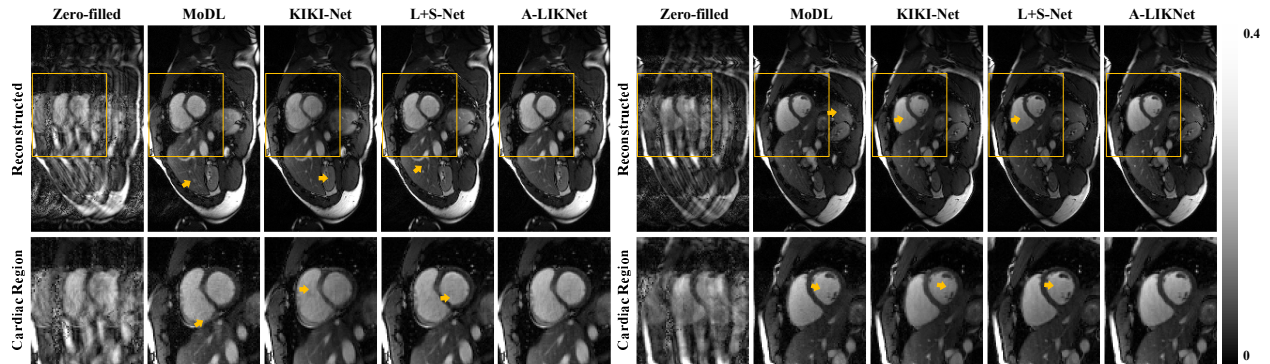 Zero-filled MoDL KIKI-Net L+S-Net A-LIKNet Zero-filled MoDL KIKI-Net L+S-Net A-LIKNet
0.4
Reconstructed
Reconstructed
Cardiac Region
Cardiac Region
0